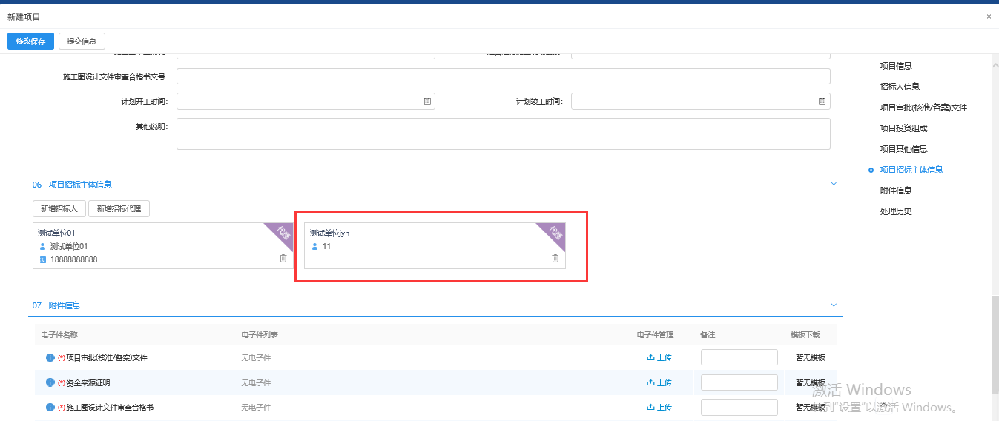 新建项目
×
修改保存 提交信息
施工图设计文件审查合格书文号:
计划开工时间: 计划竣工时间:
其他说明:
06 项目招标主体信息
新增招标人 新增招标代理
测试单位01 代理
测试单位01
18888888888
测试单位jyh一 代理
11
07 附件信息
电子件名称 电子件列表 电子件管理 备注 模板下载
(*)项目审批(核准/备案)文件 无电子件 上传 暂无模板
(*)资金来源证明 无电子件 上传 暂无模板
(*)施工图设计文件审查合格书 无电子件 上传 暂无模板
项目信息
招标人信息
项目审批(核准/备案)文件
项目投资组成
项目其他信息
项目招标主体信息
附件信息
处理历史
激活 Windows
转到"设置"以激活 Windows。